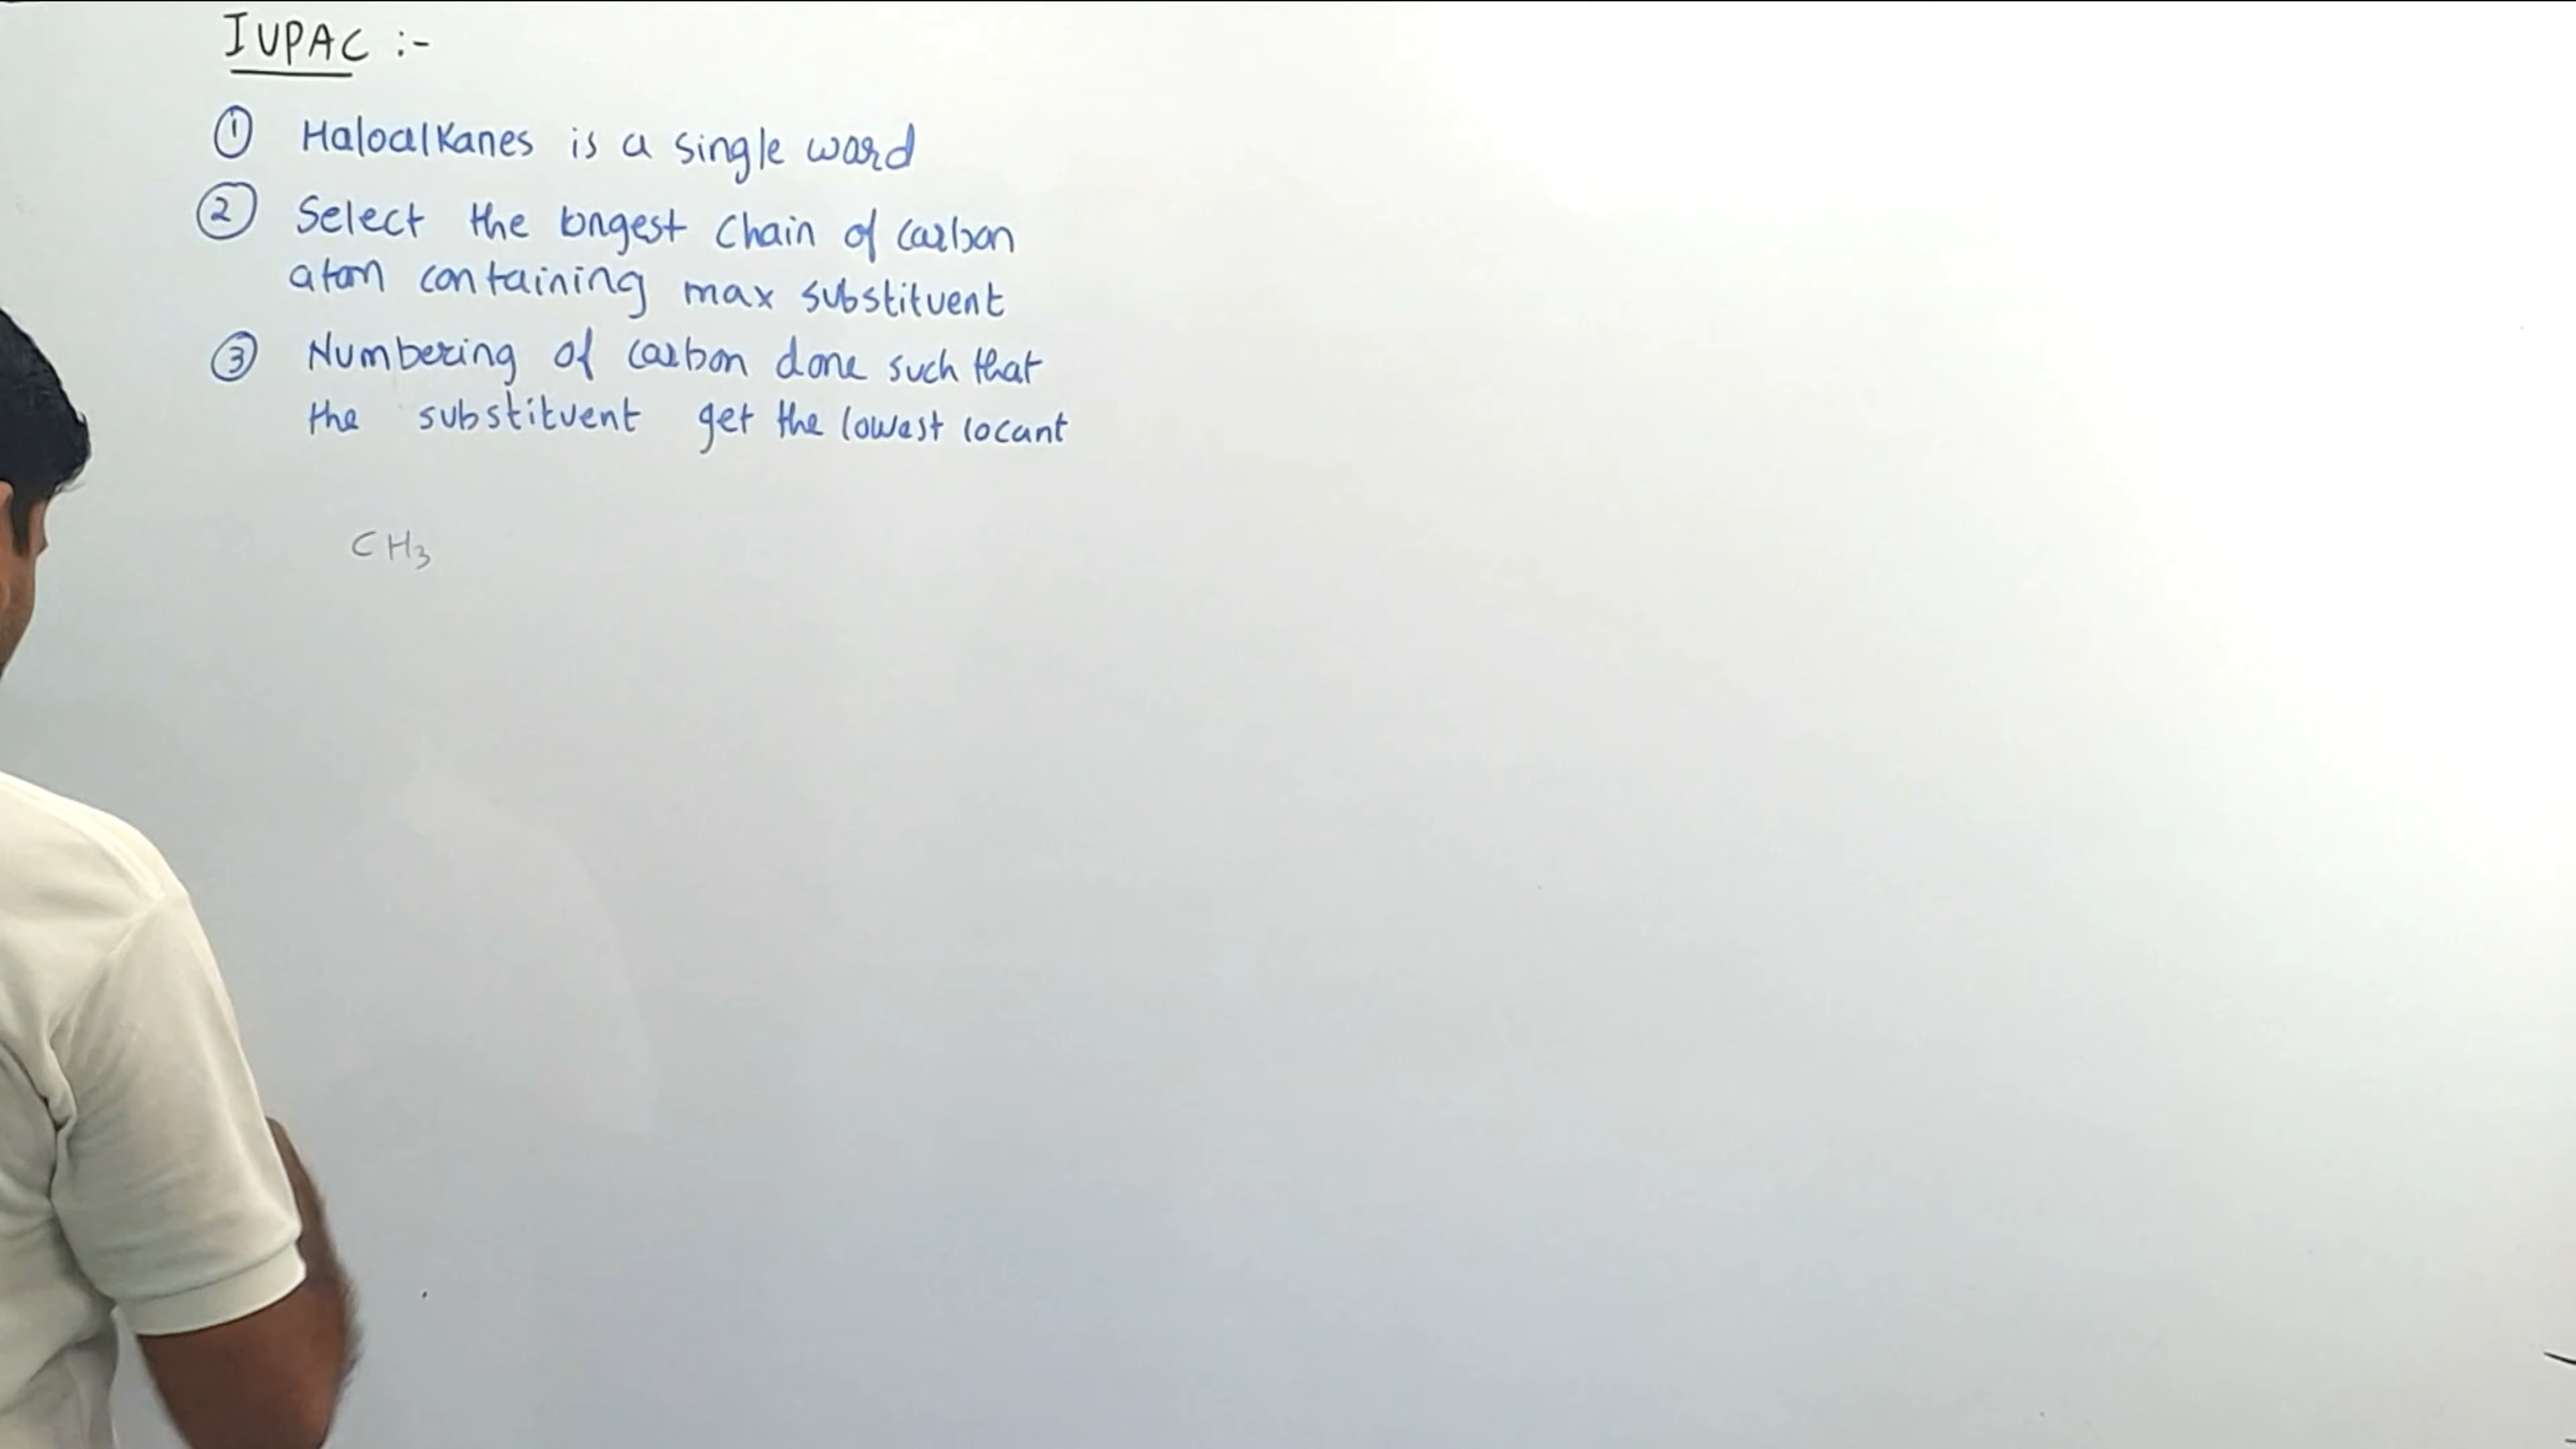 IUPAC :-
① Haloalkanes is a single word
② Select the longest chain of carbon
atom containing max substituent
③ Numbering of carbon done such that
the substituent get the lowest locant
CH₃